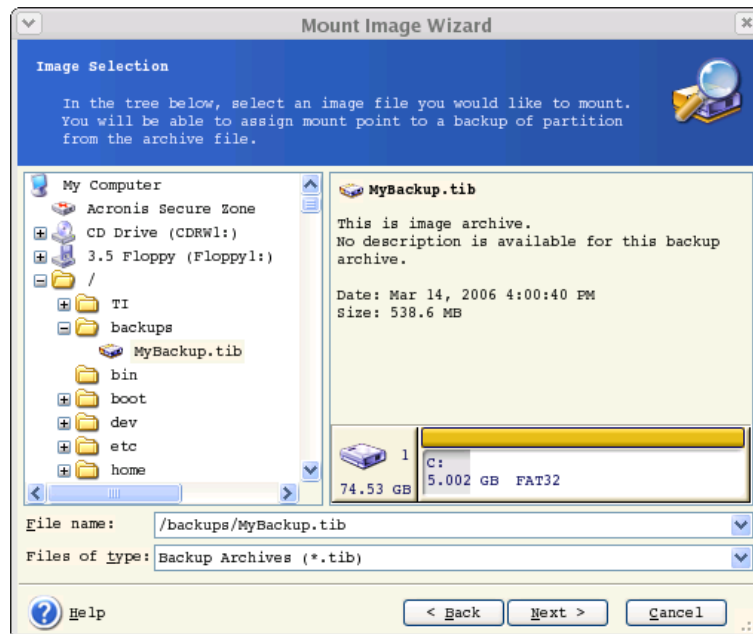 Mount Image Wizard
Image Selection
In the tree below, select an image file you would like to mount.
You will be able to assign mount point to a backup of partition
from the archive file.
My Computer
Acronis Secure Zone
CD Drive (CDRW1:)
3.5 Floppy (Floppy1:)
/
TI
backups
MyBackup.tib
bin
boot
dev
etc
home
MyBackup.tib
This is image archive.
No description is available for this backup
archive.
Date: Mar 14, 2006 4:00:40 PM
Size: 538.6 MB
1
74.53 GB
C:
5.002 GB FAT32
File name: /backups/MyBackup.tib
Files of type: Backup Archives (*.tib)
Help
< Back
Next >
Cancel